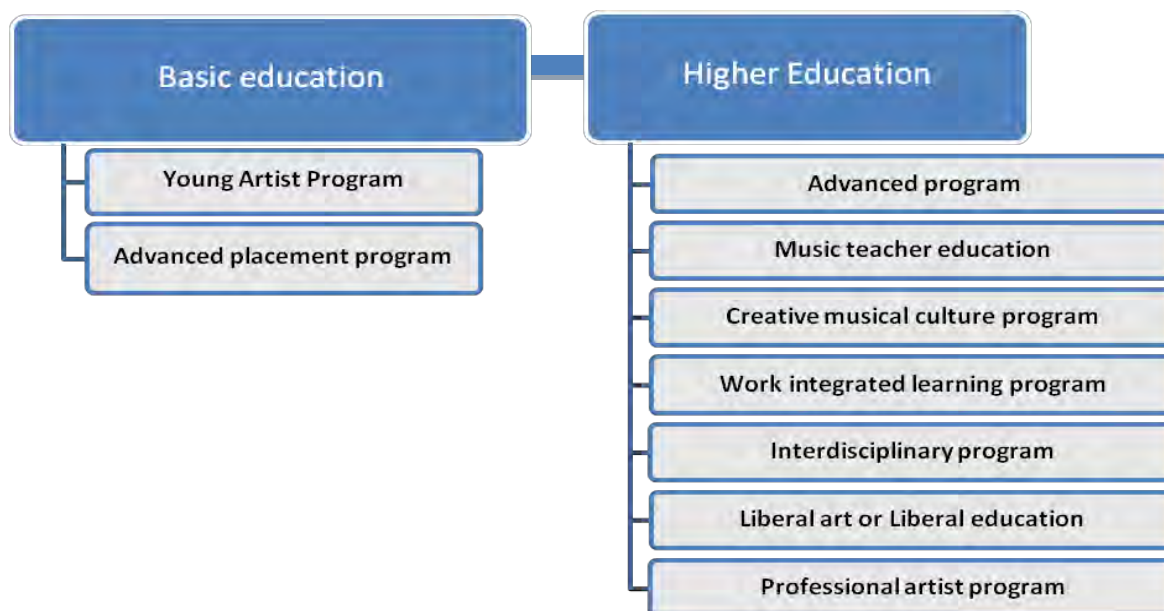 Basic education
Young Artist Program
Advanced placement program
Higher Education
Advanced program
Music teacher education
Creative musical culture program
Work integrated learning program
Interdisciplinary program
Liberal art or Liberal education
Professional artist program